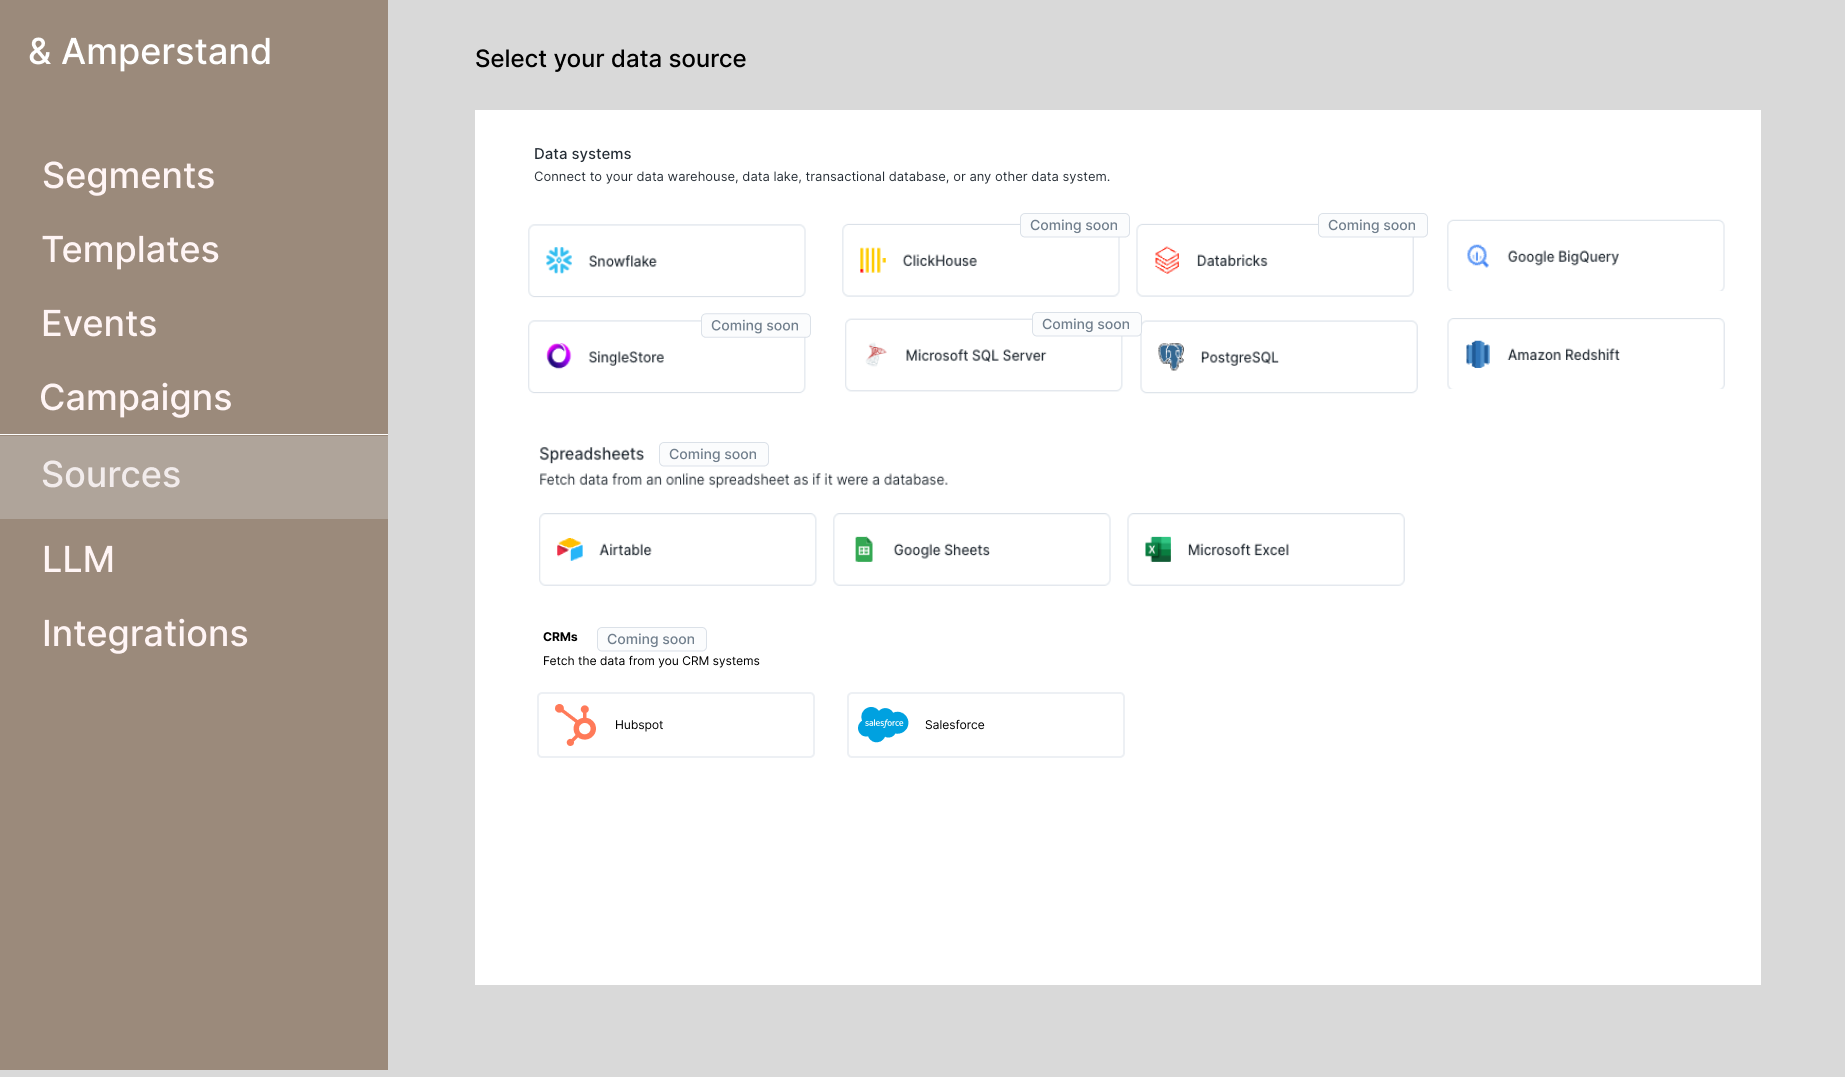 & Amperstand
Segments
Templates
Events
Campaigns
Sources
LLM
Integrations
Select your data source
Data systems
Connect to your data warehouse, data lake, transactional database, or any other data system.
Snowflake
Coming soon
ClickHouse
Coming soon
Databricks
Google BigQuery
Coming soon
SingleStore
Coming soon
Microsoft SQL Server
PostgreSQL
Amazon Redshift
Spreadsheets Coming soon
Fetch data from an online spreadsheet as if it were a database.
Airtable
Google Sheets
X Microsoft Excel
CRMs Coming soon
Fetch the data from you CRM systems
Hubspot
salesforce Salesforce